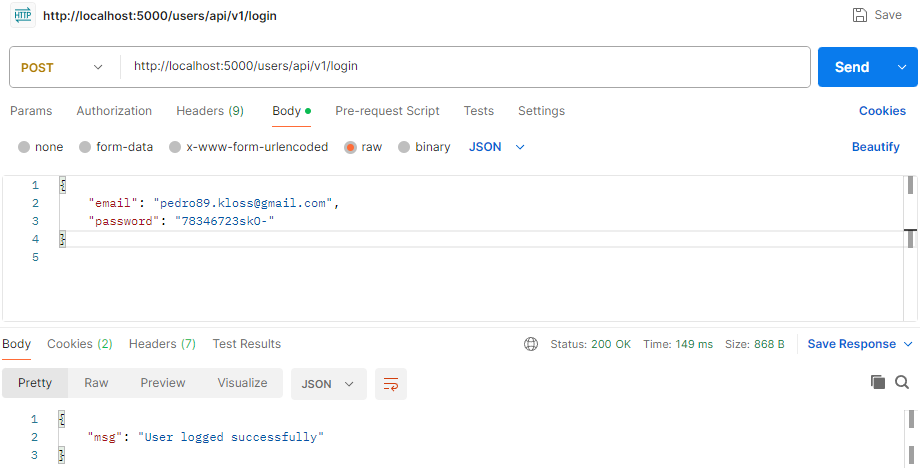 HTTP http://localhost:5000/users/api/v1/login Save
POST http://localhost:5000/users/api/v1/login Send
Params Authorization Headers (9) Body Pre-request Script Tests Settings Cookies
none form-data x-www-form-urlencoded raw binary JSON Beautify
1 {
2 "email": "pedro89.kloss@gmail.com",
3 "password": "78346723skO-"
4 }
5
Body Cookies (2) Headers (7) Test Results Status: 200 OK Time: 149 ms Size: 868 B Save Response
Pretty Raw Preview Visualize JSON
1 {
2 "msg": "User logged successfully"
3 }